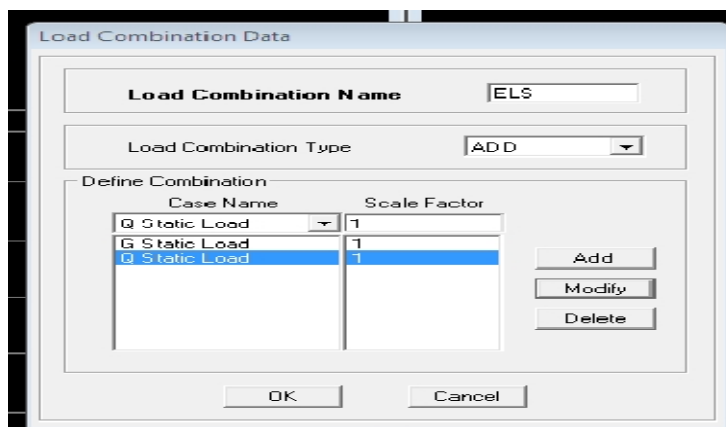 Load Combination Data
Load Combination Name ELS
Load Combination Type ADD
Define Combination
Case Name Scale Factor
Q Static Load 1
G Static Load 1
Q Static Load 1
Add
Modify
Delete
OK Cancel